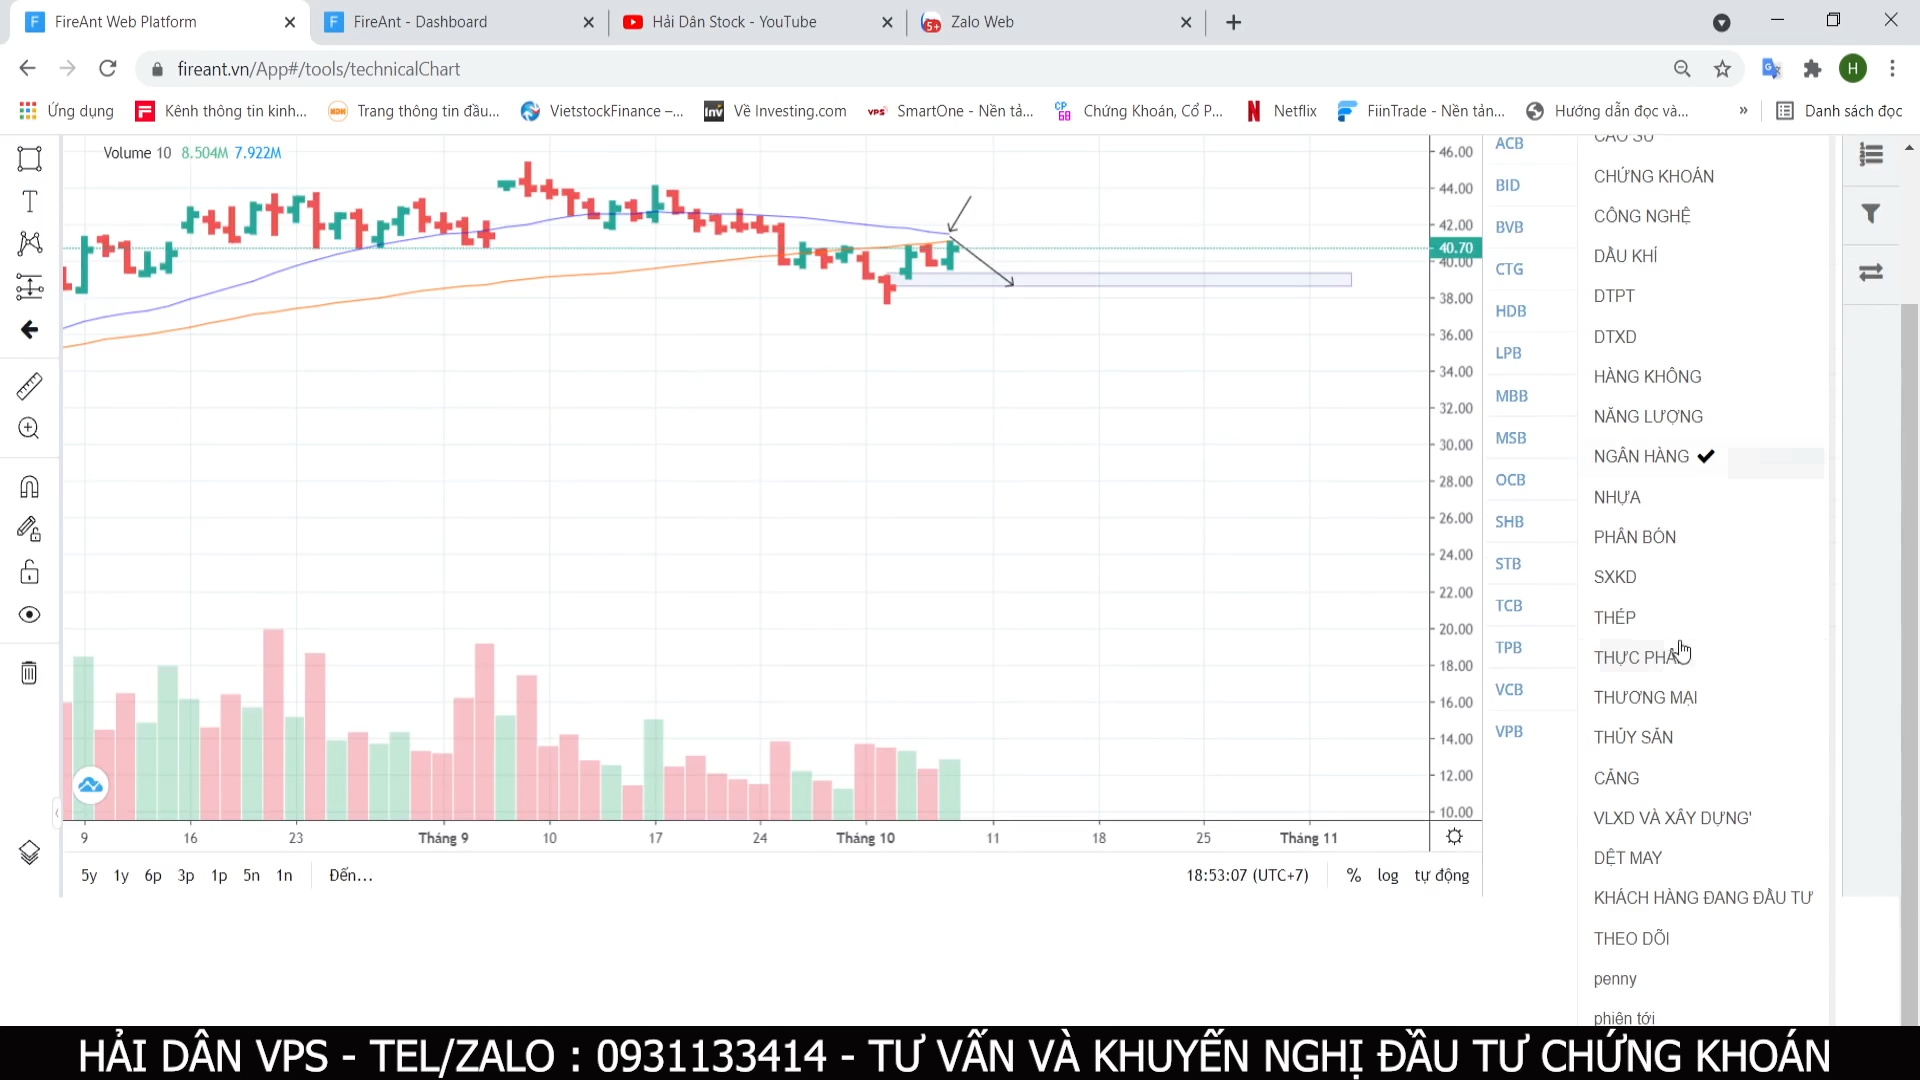 FireAnt Web Platform
FireAnt - Dashboard
Hải Dân Stock - YouTube
5+
Zalo Web
fireant.vn/App#/tools/technicalChart
H
Ứng dụng
Kênh thông tin kinh...
Trang thông tin đầu...
VietstockFinance –...
Inv
Về Investing.com
VPS
SmartOne - Nền tả...
CP
68
Chứng Khoán, Cổ P...
Netflix
FiinTrade - Nền tản...
Hướng dẫn đọc và...
»
Danh sách đọc
Volume 10 8.504M 7.922M
46.00
44.00
42.00
40.70
40.00
38.00
36.00
34.00
32.00
30.00
28.00
26.00
24.00
22.00
20.00
18.00
16.00
14.00
12.00
10.00
9
16
23
Tháng 9
10
17
24
Tháng 10
11
18
25
Tháng 11
5y 1y 6p 3p 1p 5n 1n
Đến...
18:53:07 (UTC+7)
% log tự động
ACB
BID
BVB
CTG
HDB
LPB
MBB
MSB
OCB
SHB
STB
TCB
TPB
VCB
VPB
CAO SU
CHỨNG KHOÁN
CÔNG NGHỆ
DẦU KHÍ
DTPT
DTXD
HÀNG KHÔNG
NĂNG LƯỢNG
NGÂN HÀNG
NHỰA
PHÂN BÓN
SXKD
THÉP
THỰC PHẨM
THƯƠNG MẠI
THỦY SẢN
CẢNG
VLXD VÀ XÂY DỰNG'
DỆT MAY
KHÁCH HÀNG ĐANG ĐẦU TƯ
THEO DÕI
penny
phiên tới
HẢI DÂN VPS - TEL/ZALO : 0931133414 - TƯ VẤN VÀ KHUYẾN NGHỊ ĐẦU TƯ CHỨNG KHOÁN